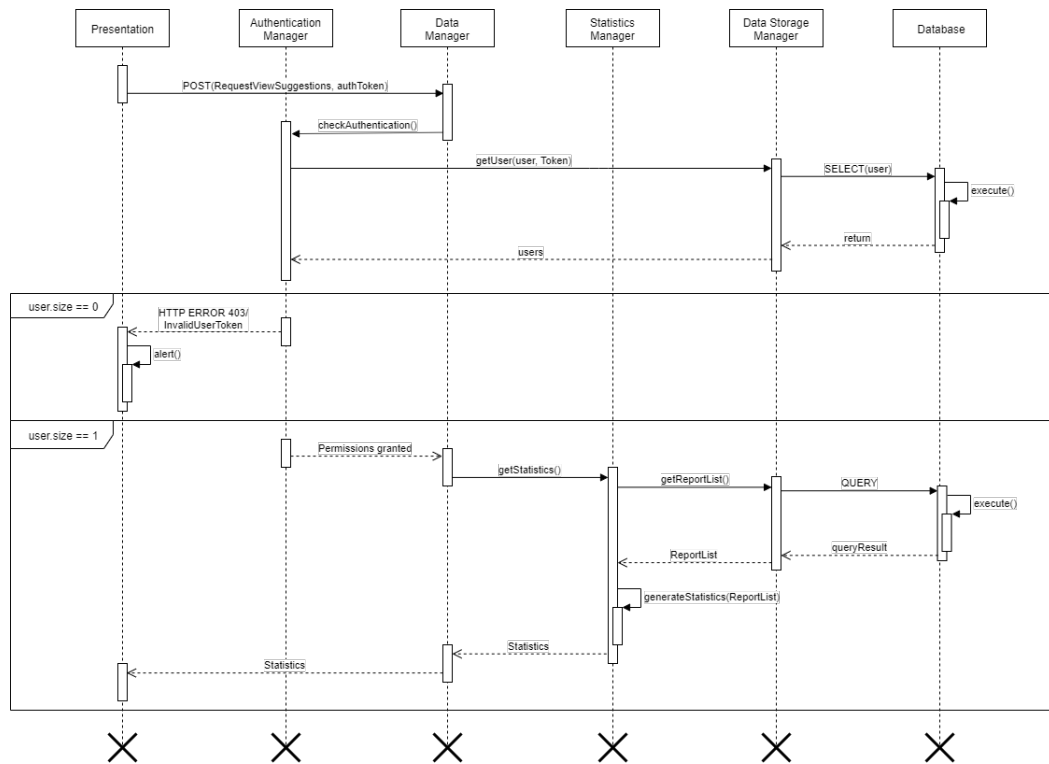 Presentation
Authentication
Manager
Data
Manager
Statistics
Manager
Data Storage
Manager
Database
POST(RequestViewSuggestions, authToken)
checkAuthentication()
getUser(user, Token)
SELECT(user)
execute()
return
users
user.size == 0
HTTP ERROR 403/
InvalidUserToken
alert()
user.size == 1
Permissions granted
getStatistics()
getReportList()
QUERY
execute()
queryResult
ReportList
generateStatistics(ReportList)
Statistics
Statistics